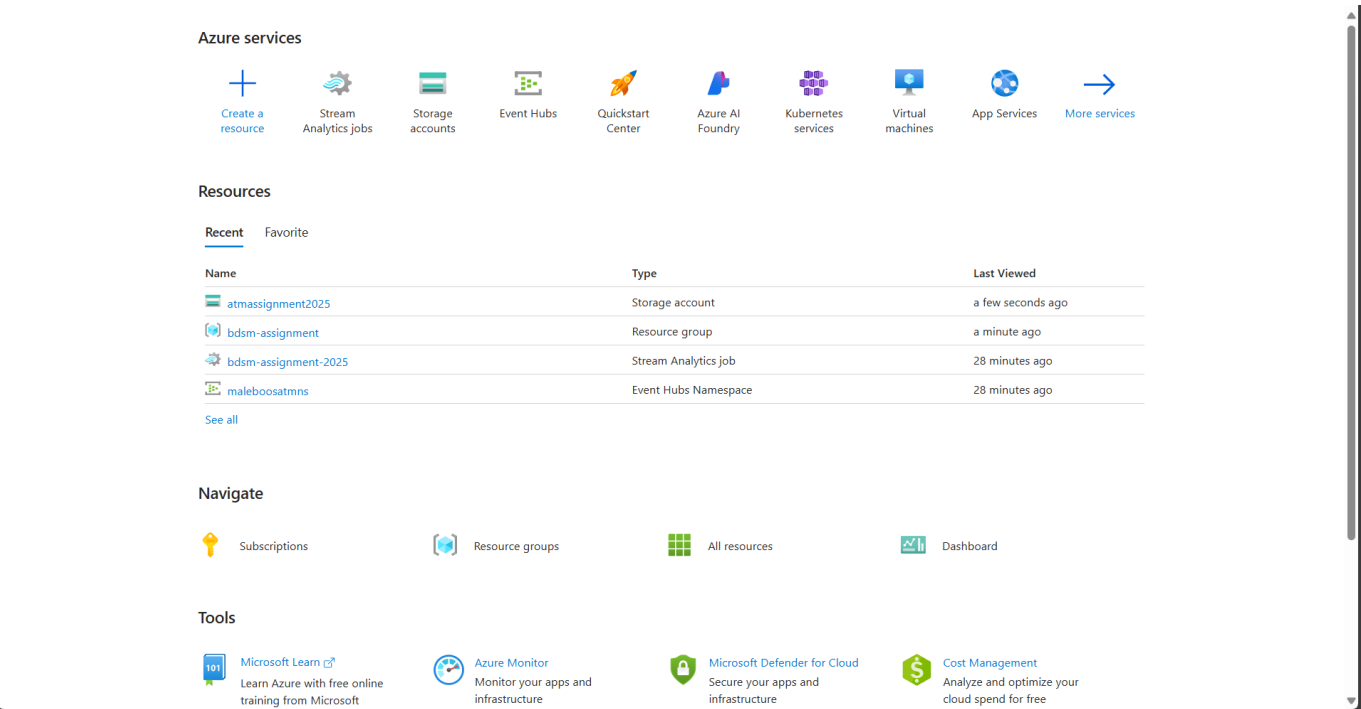 Azure services
Create a resource
Stream Analytics jobs
Storage accounts
Event Hubs
Quickstart Center
Azure AI Foundry
Kubernetes services
Virtual machines
App Services
More services
Resources
Recent Favorite
Name Type Last Viewed
atmassignment2025 Storage account a few seconds ago
bdsm-assignment Resource group a minute ago
bdsm-assignment-2025 Stream Analytics job 28 minutes ago
maleboosatmns Event Hubs Namespace 28 minutes ago
See all
Navigate
Subscriptions Resource groups All resources Dashboard
Tools
101
Microsoft Learn
Learn Azure with free online
training from Microsoft
Azure Monitor
Monitor your apps and
infrastructure
Microsoft Defender for Cloud
Secure your apps and
infrastructure
Cost Management
Analyze and optimize your
cloud spend for free